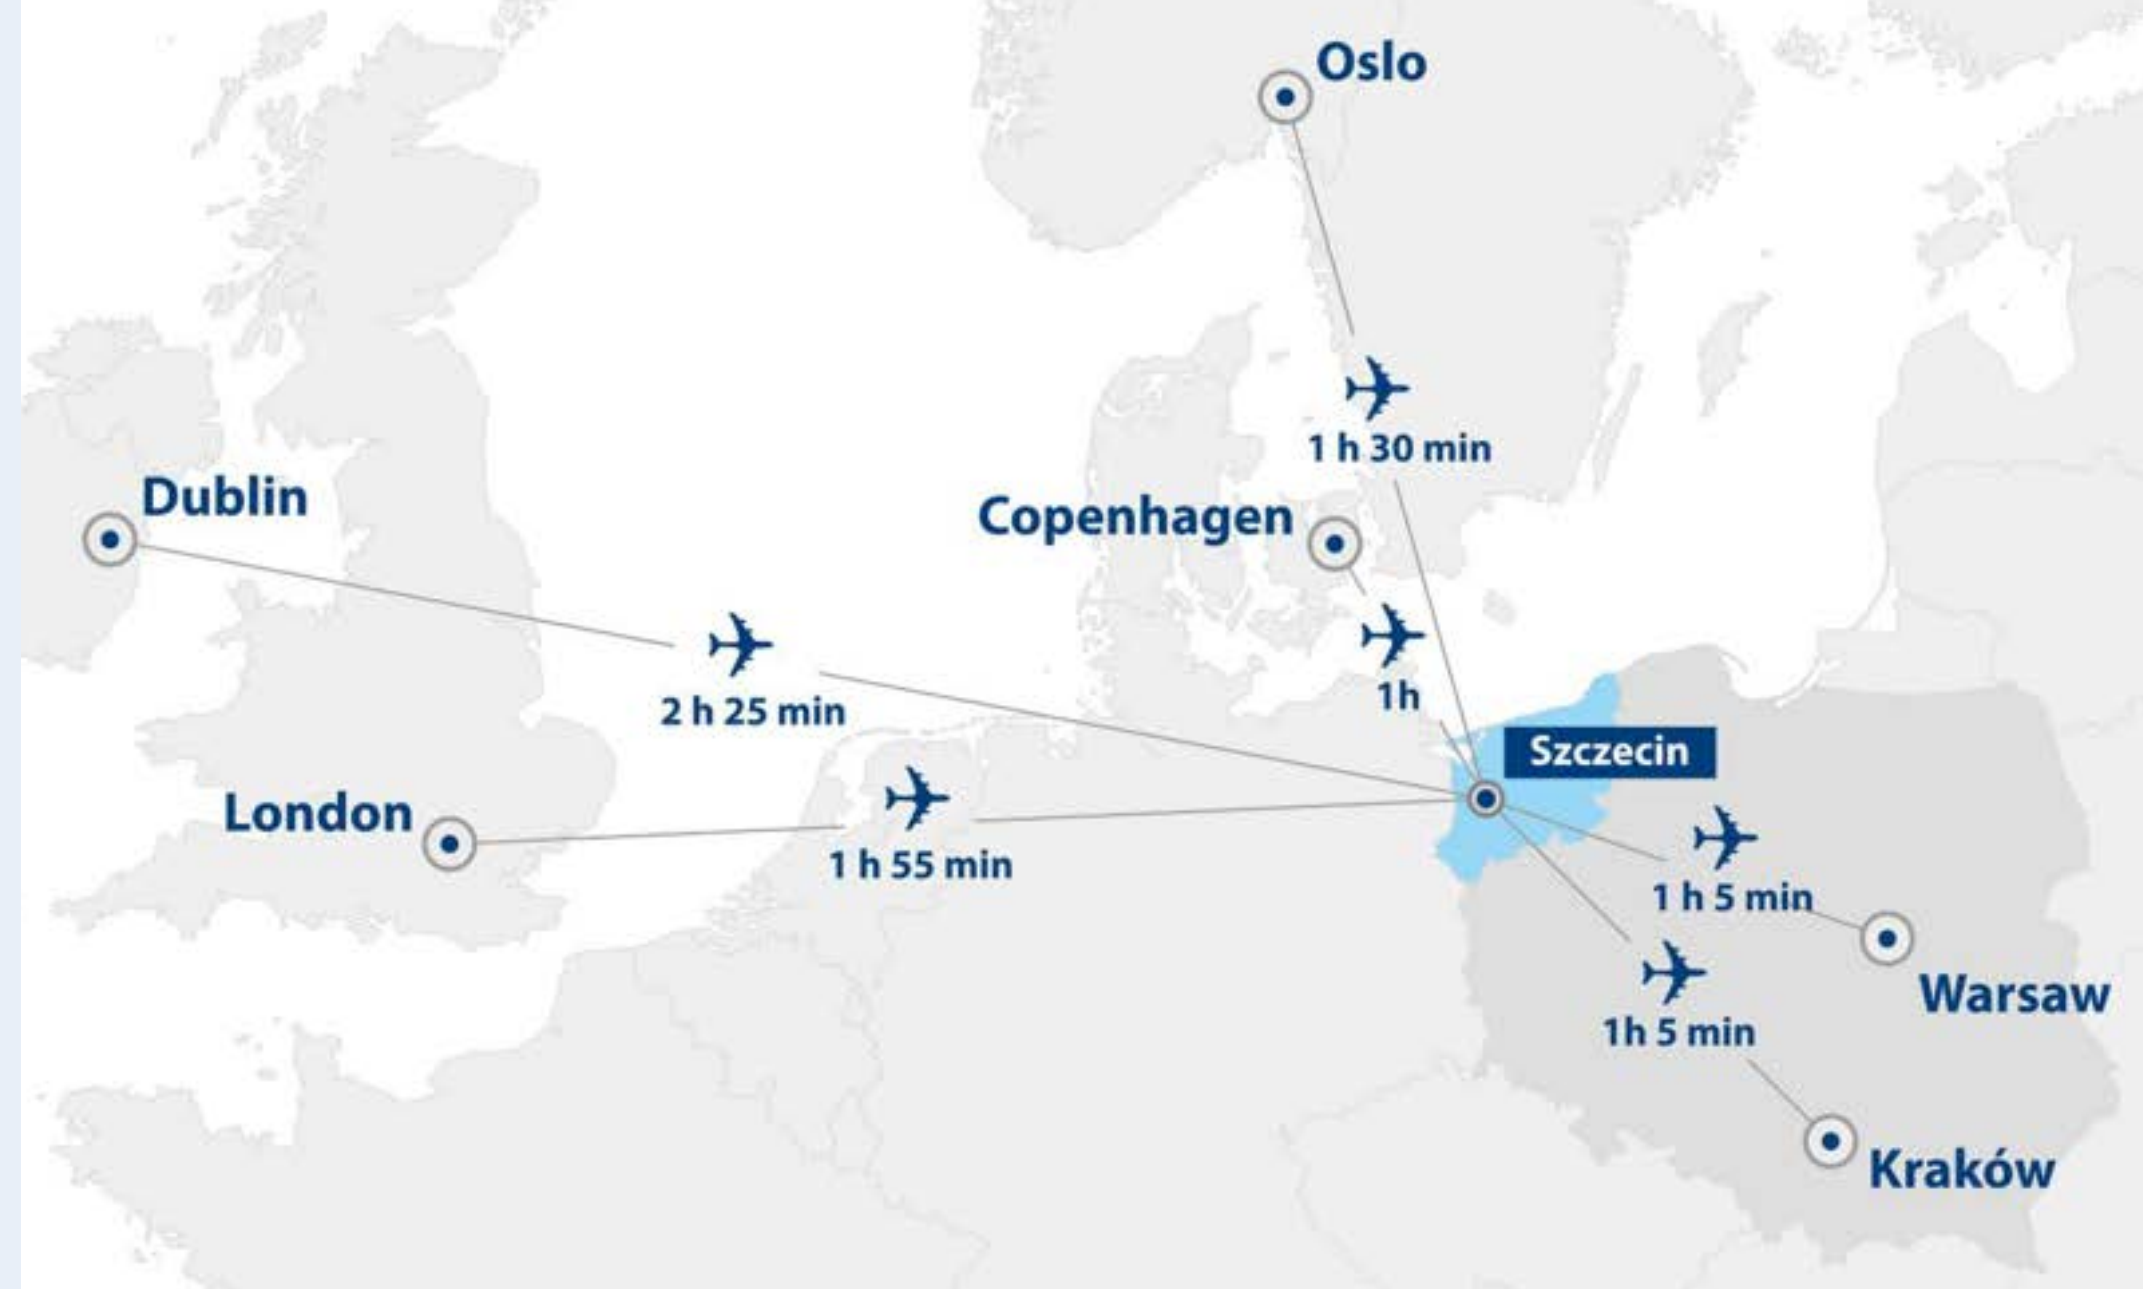 Oslo
1 h 30 min
Dublin
Copenhagen
2 h 25 min
1h
Szczecin
London
1 h 55 min
1 h 5 min
Warsaw
1h 5 min
Kraków